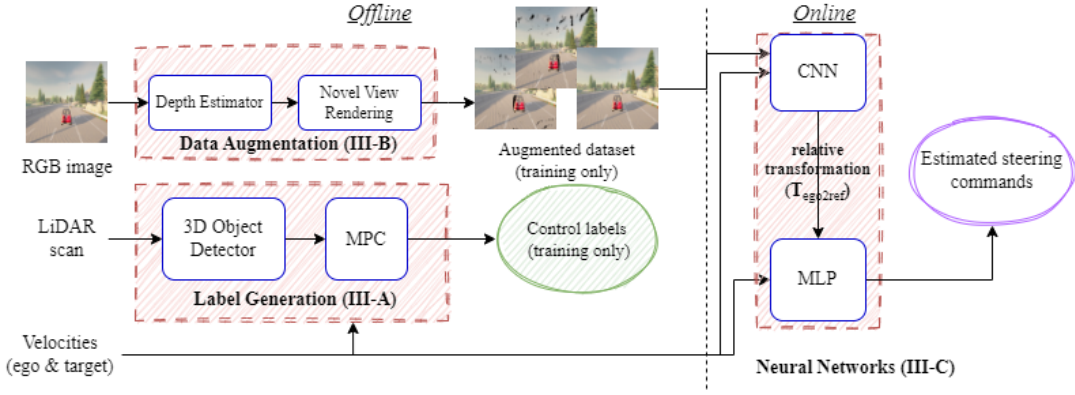 Offline
Online
Depth Estimator
Novel View
Rendering
Data Augmentation (III-B)
RGB image
Augmented dataset
(training only)
CNN
relative
transformation
(T_ego2ref)
Estimated steering
commands
LiDAR
scan
3D Object
Detector
MPC
Label Generation (III-A)
Control labels
(training only)
MLP
Velocities
(ego & target)
Neural Networks (III-C)